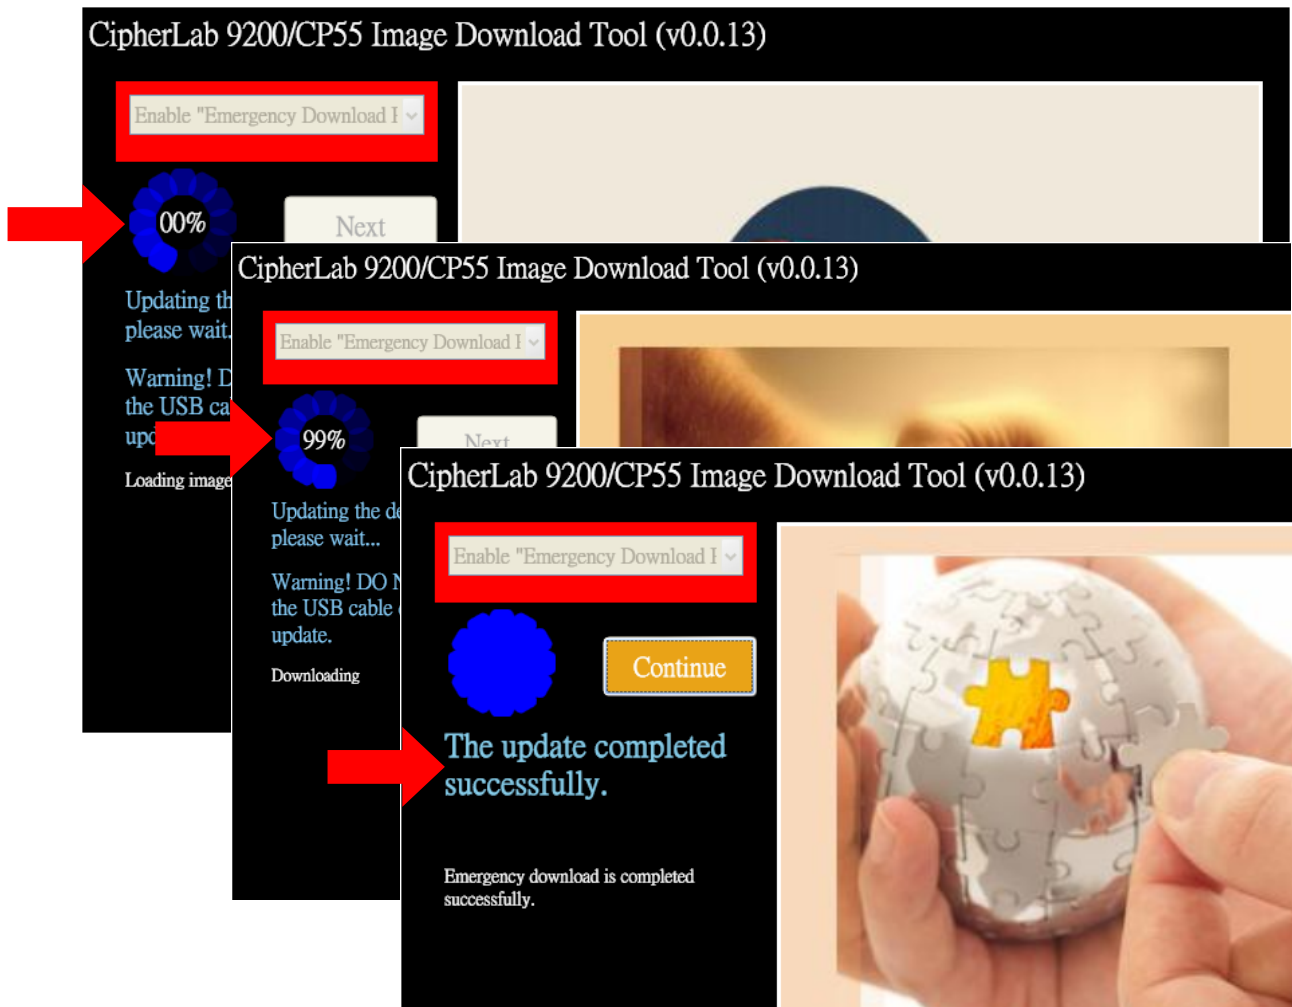 CipherLab 9200/CP55 Image Download Tool (v0.0.13)
Enable "Emergency Download
00%
Next
Updating th
please wait.
Warning! D
the USB ca
upd
Loading image
CipherLab 9200/CP55 Image Download Tool (v0.0.13)
Enable "Emergency Download
99%
Next
Updating the de
please wait...
Warning! DO N
the USB cable
update.
Downloading
CipherLab 9200/CP55 Image Download Tool (v0.0.13)
Enable "Emergency Download
Continue
The update completed
successfully.
Emergency download is completed
successfully.